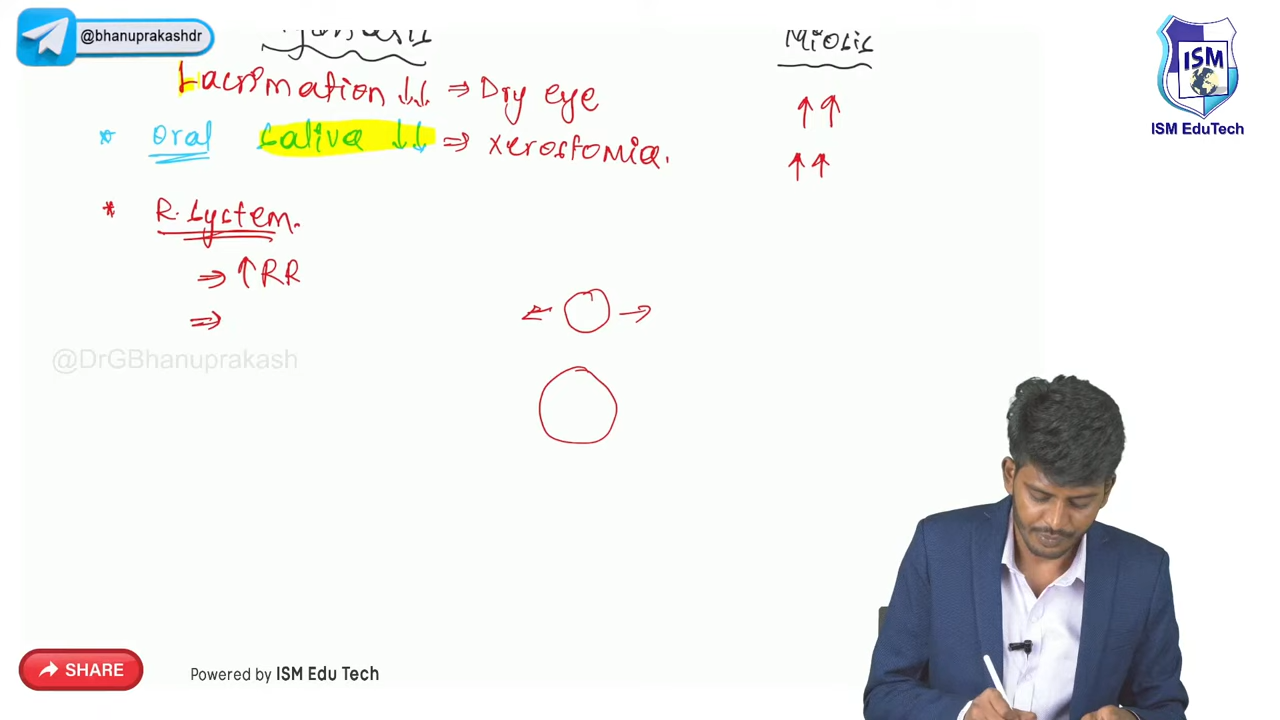 @bhanuprakashdr
Miosis
Lacrimation ↓↓ ⇒ Dry eye
↑↑
* Oral saliva ↓↓ ⇒ Xerostomia.
↑↑
* R. System.
⇒ ↑RR
⇒
@DrGBhanuprakash
ISM
ISM EduTech
SHARE
Powered by ISM Edu Tech